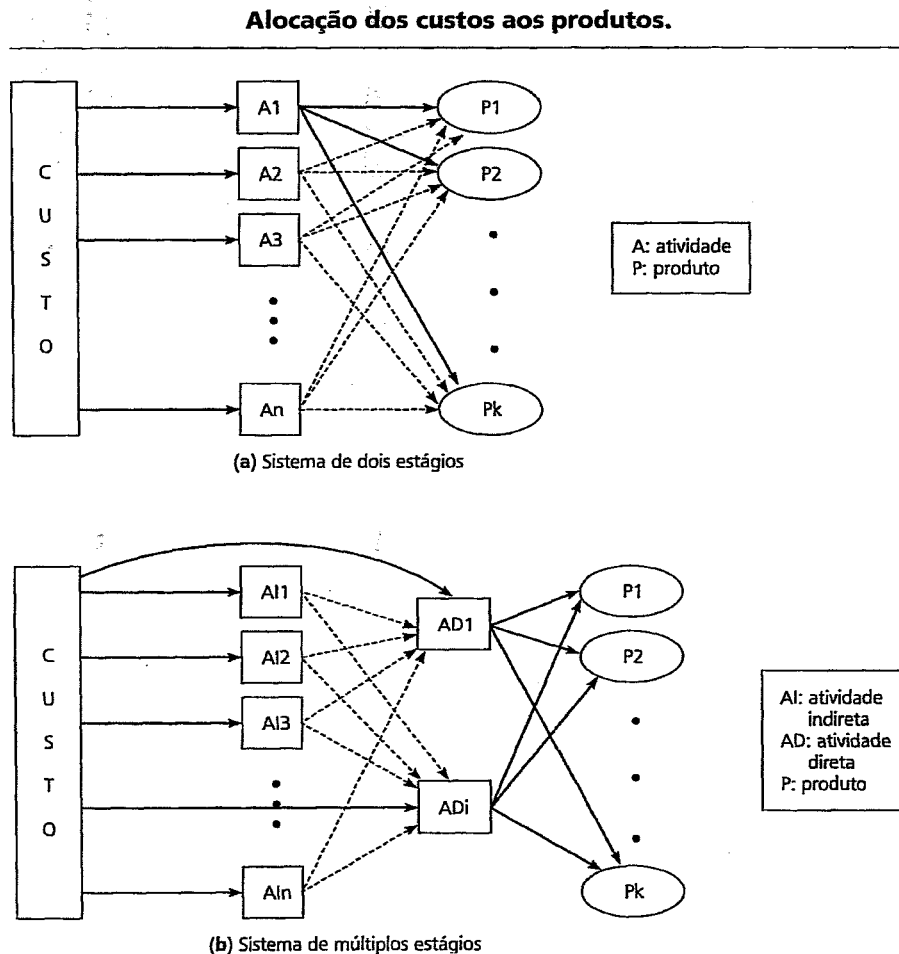 Alocação dos custos aos produtos.
C
U
S
T
O
A1
A2
A3
An
P1
P2
Pk
A: atividade
P: produto
(a) Sistema de dois estágios
C
U
S
T
O
AI1
AI2
AI3
AIn
AD1
ADi
P1
P2
Pk
AI: atividade
indireta
AD: atividade
direta
P: produto
(b) Sistema de múltiplos estágios